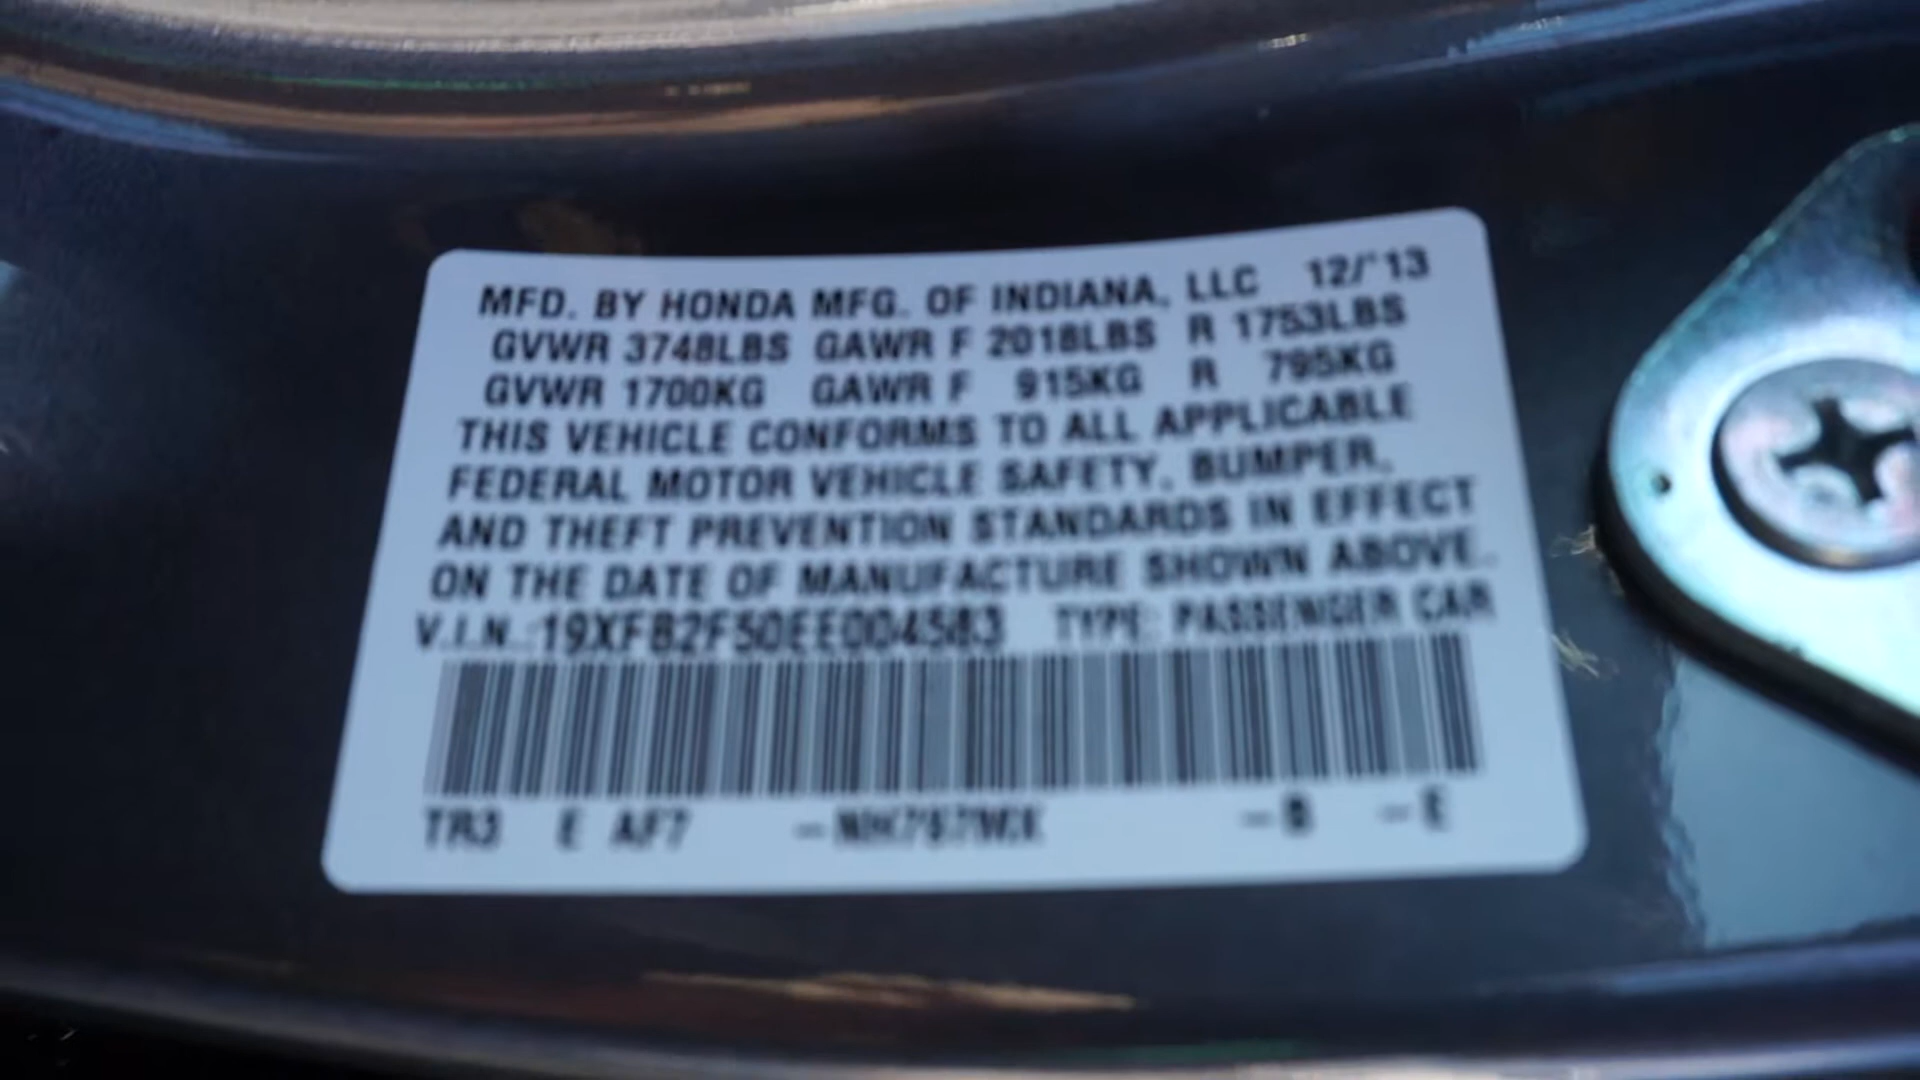 MFD. BY HONDA MFG. OF INDIANA, LLC 12/'13
GVWR 3748LBS GAWR F 2018LBS R 1753LBS
GVWR 1700KG GAWR F 915KG R 795KG
THIS VEHICLE CONFORMS TO ALL APPLICABLE
FEDERAL MOTOR VEHICLE SAFETY, BUMPER,
AND THEFT PREVENTION STANDARDS IN EFFECT
ON THE DATE OF MANUFACTURE SHOWN ABOVE.
V.I.N.:19XFB2F50EE004583 TYPE: PASSENGER CAR
TR3 E AF7 -B -E